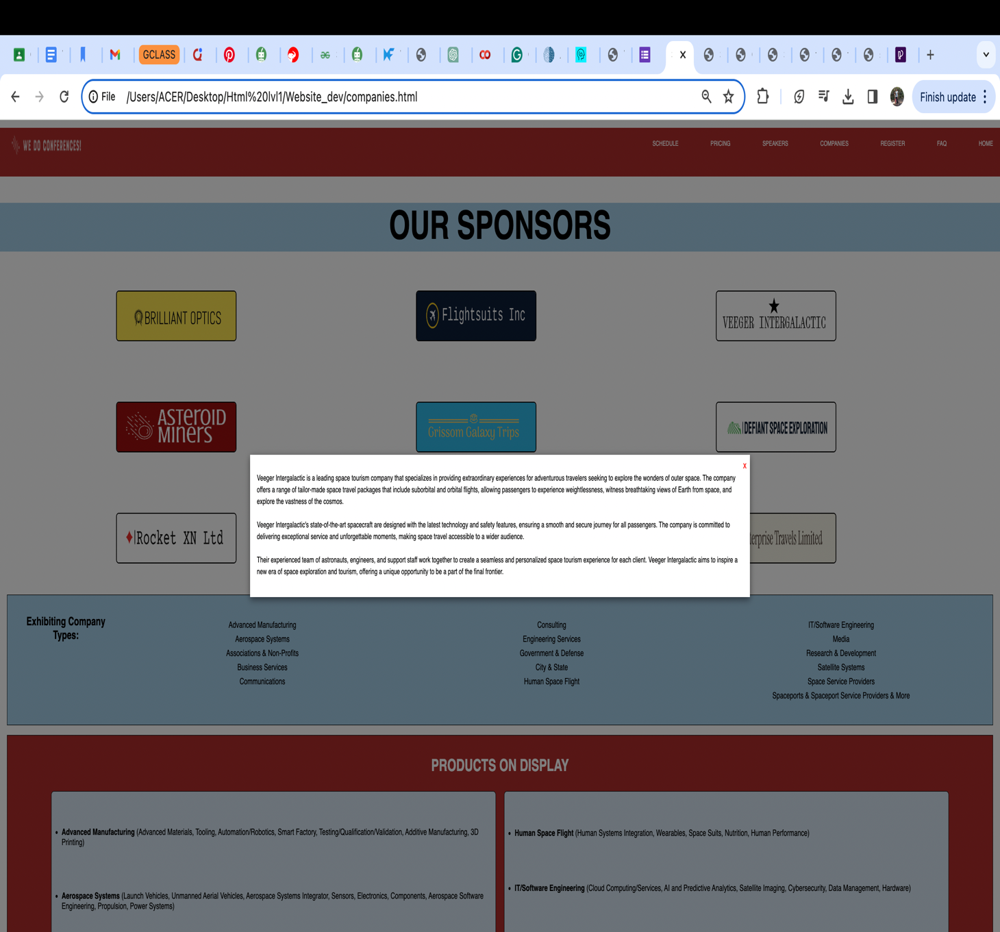 GCLASS
File /Users/ACER/Desktop/Html%20lvl1/Website_dev/companies.html
Finish update
WE DO CONFERENCES!
SCHEDULE PRICING SPEAKERS COMPANIES REGISTER FAQ HOME
OUR SPONSORS
BRILLIANT OPTICS
Flightsuits Inc
VEEGER INTERGALACTIC
ASTEROID
MINERS
Grissom Galaxy Trips
DEFIANT SPACE EXPLORATION
X
Veeger Intergalactic is a leading space tourism company that specializes in providing extraordinary experiences for adventurous travelers seeking to explore the wonders of outer space. The company
offers a range of tailor-made space travel packages that include suborbital and orbital flights, allowing passengers to experience weightlessness, witness breathtaking views of Earth from space, and
explore the vastness of the cosmos.
Veeger Intergalactic's state-of-the-art spacecraft are designed with the latest technology and safety features, ensuring a smooth and secure journey for all passengers. The company is committed to
delivering exceptional service and unforgettable moments, making space travel accessible to a wider audience.
Their experienced team of astronauts, engineers, and support staff work together to create a seamless and personalized space tourism experience for each client. Veeger Intergalactic aims to inspire a
new era of space exploration and tourism, offering a unique opportunity to be a part of the final frontier.
Rocket XN Ltd
erprise Travels Limited
Exhibiting Company
Types:
Advanced Manufacturing
Aerospace Systems
Associations & Non-Profits
Business Services
Communications
Consulting
Engineering Services
Government & Defense
City & State
Human Space Flight
IT/Software Engineering
Media
Research & Development
Satellite Systems
Space Service Providers
Spaceports & Spaceport Service Providers & More
PRODUCTS ON DISPLAY
• Advanced Manufacturing (Advanced Materials, Tooling, Automation/Robotics, Smart Factory, Testing/Qualification/Validation, Additive Manufacturing, 3D
Printing)
• Aerospace Systems (Launch Vehicles, Unmanned Aerial Vehicles, Aerospace Systems Integrator, Sensors, Electronics, Components, Aerospace Software
Engineering, Propulsion, Power Systems)
• Human Space Flight (Human Systems Integration, Wearables, Space Suits, Nutrition, Human Performance)
• IT/Software Engineering (Cloud Computing/Services, AI and Predictive Analytics, Satellite Imaging, Cybersecurity, Data Management, Hardware)